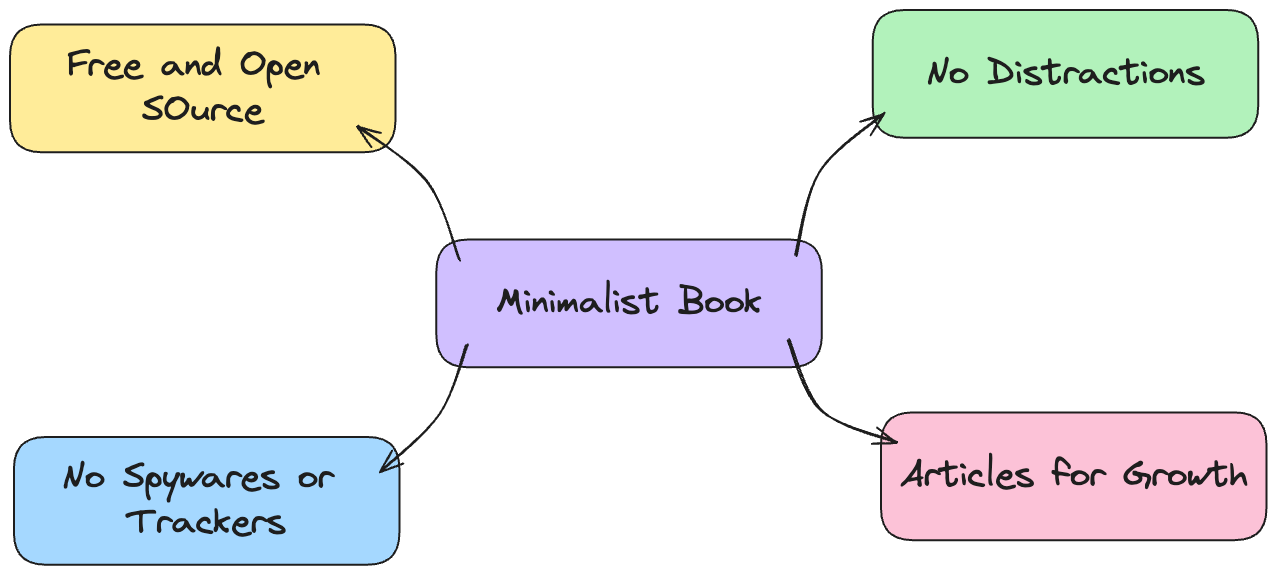 Free and Open
SOurce
No Distractions
Minimalist Book
No Spywares or
Trackers
Articles for Growth